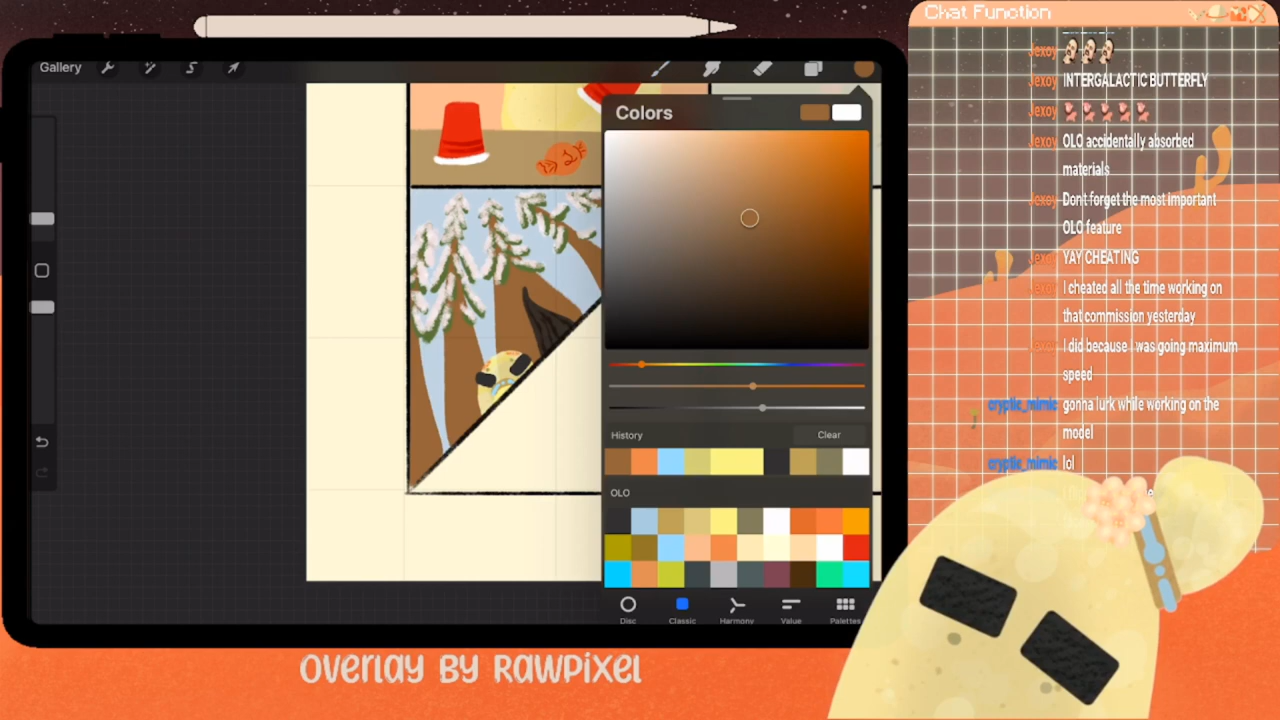 Chat Function
Gallery
Colors
Jexoy
Jexoy INTERGALACTIC BUTTERFLY
Jexoy
Jexoy OLO accidentally absorbed
materials
Jexoy Dont forget the most important
OLO feature
Jexoy YAY CHEATING
Jexoy I cheated all the time working on
that commission yesterday
Jexoy I did because I was going maximum
speed
cryptic_mimic gonna lurk while working on the
model
cryptic_mimic lol
History
Clear
OLO
Disc
Classic
Harmony
Value
Palettes
Overlay by Rawpixel